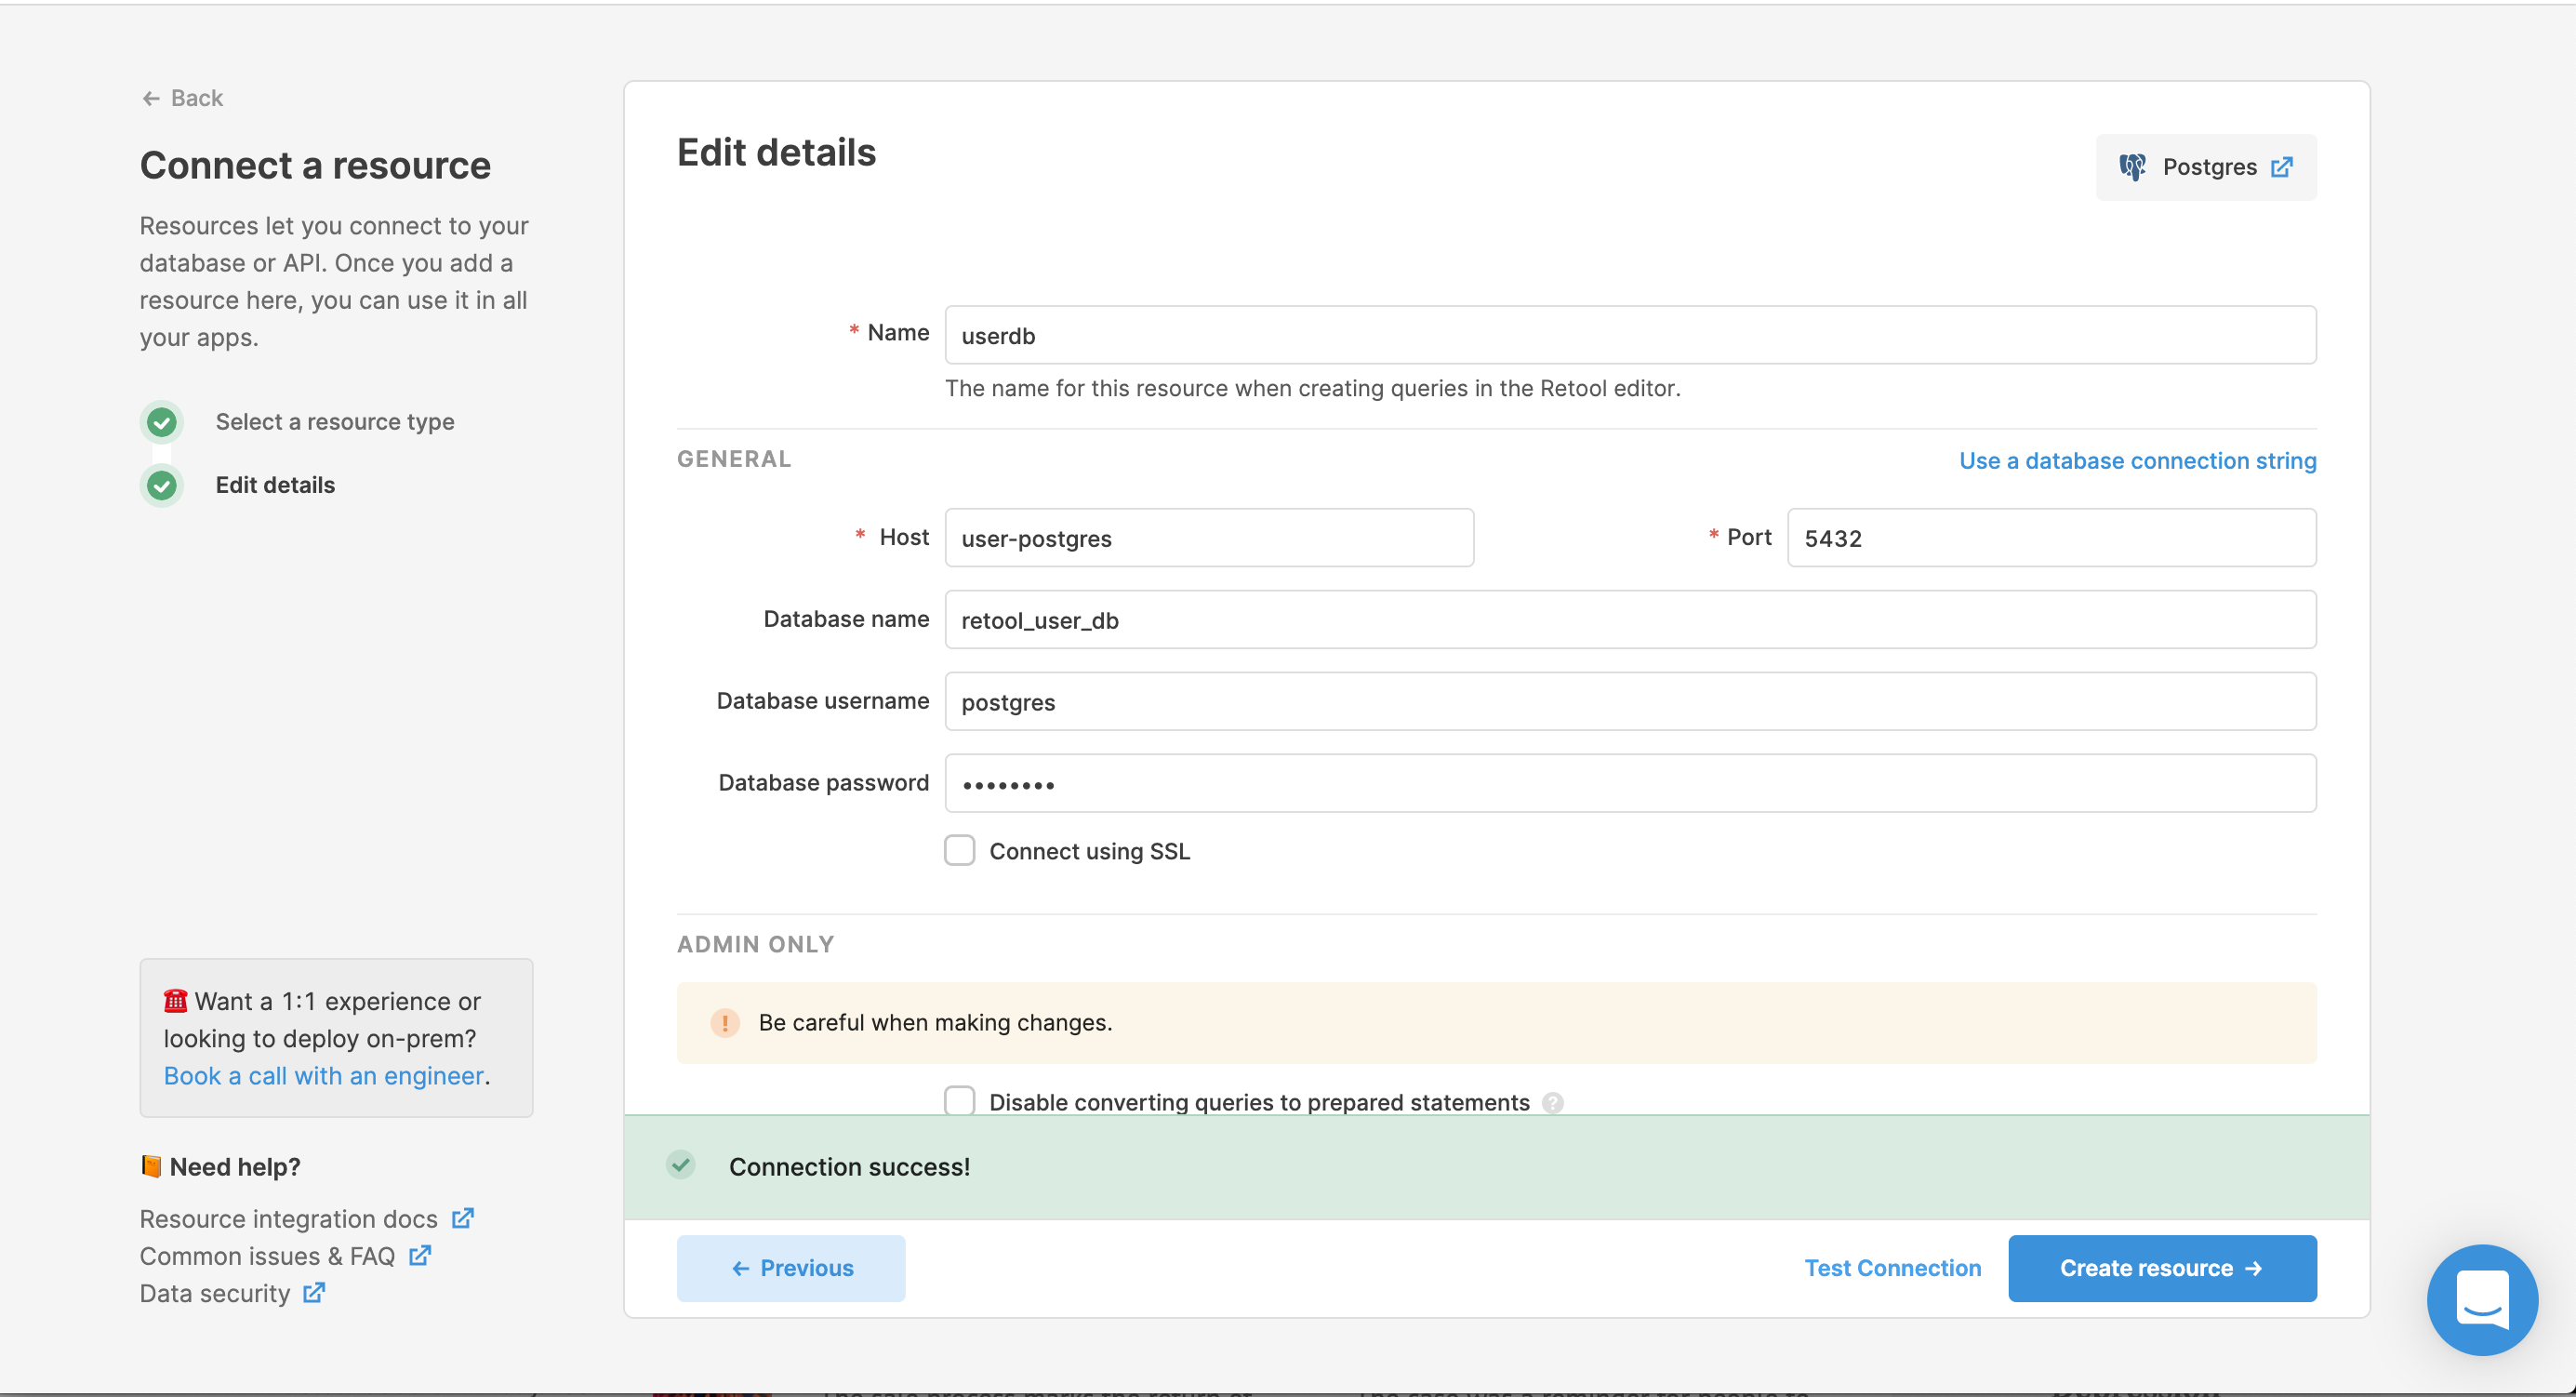 ← Back
Connect a resource
Resources let you connect to your
database or API. Once you add a
resource here, you can use it in all
your apps.
Select a resource type
Edit details
☎️ Want a 1:1 experience or
looking to deploy on-prem?
Book a call with an engineer.
📙 Need help?
Resource integration docs
Common issues & FAQ
Data security
Edit details
Postgres
* Name
userdb
The name for this resource when creating queries in the Retool editor.
GENERAL
Use a database connection string
* Host
user-postgres
* Port
5432
Database name
retool_user_db
Database username
postgres
Database password
••••••••
Connect using SSL
ADMIN ONLY
! Be careful when making changes.
Disable converting queries to prepared statements ?
Connection success!
← Previous
Test Connection
Create resource →